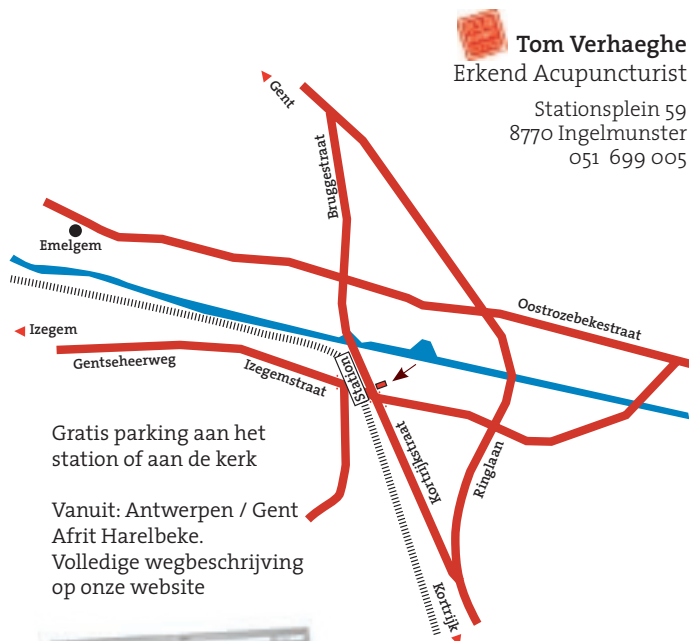 Tom Verhaeghe
Erkend Acupuncturist
Stationsplein 59
8770 Ingelmunster
051 699 005
Gent
Bruggestraat
Emelgem
Oostrozebekestraat
Izegem
Gentseheerweg
Izegemstraat
Station
Kortrijkstraat
Ringlaan
Kortrijk
Gratis parking aan het
station of aan de kerk
Vanuit: Antwerpen / Gent
Afrit Harelbeke.
Volledige wegbeschrijving
op onze website